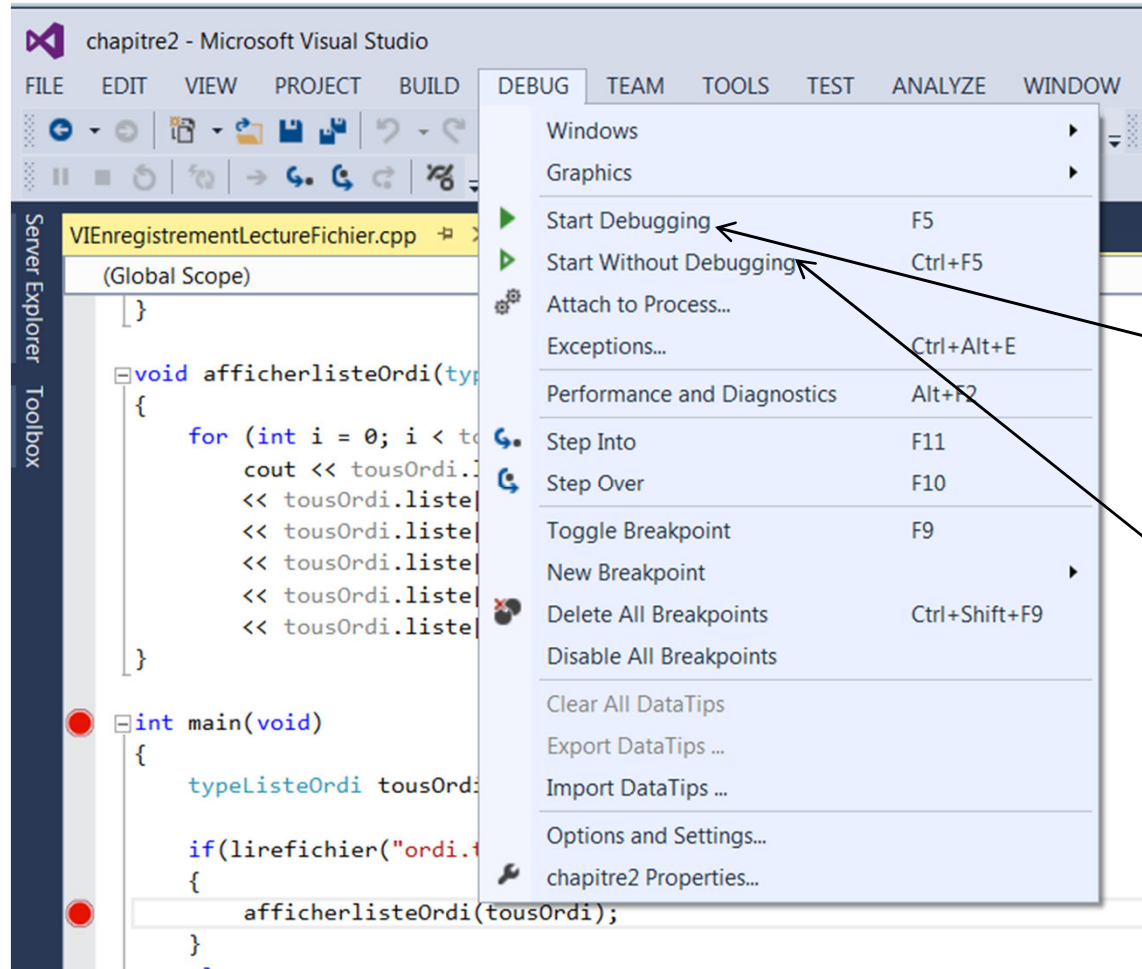 chapitre2 - Microsoft Visual Studio
FILE EDIT VIEW PROJECT BUILD DEBUG TEAM TOOLS TEST ANALYZE WINDOW
Windows
Graphics
Start Debugging F5
Start Without Debugging Ctrl+F5
Attach to Process...
Exceptions... Ctrl+Alt+E
Performance and Diagnostics Alt+F2
Step Into F11
Step Over F10
Toggle Breakpoint F9
New Breakpoint
Delete All Breakpoints Ctrl+Shift+F9
Disable All Breakpoints
Clear All DataTips
Export DataTips ...
Import DataTips ...
Options and Settings...
chapitre2 Properties...
Server Explorer
Toolbox
VIEnregistrementLectureFichier.cpp
(Global Scope)
}
void afficherlisteOrdi(typ
{
for (int i = 0; i < to
cout << tousOrdi.l
<< tousOrdi.liste[
<< tousOrdi.liste[
<< tousOrdi.liste[
<< tousOrdi.liste[
<< tousOrdi.liste[
}
int main(void)
{
typeListeOrdi tousOrdi
if(lirefichier("ordi.t
{
afficherlisteOrdi(tousOrdi);
}